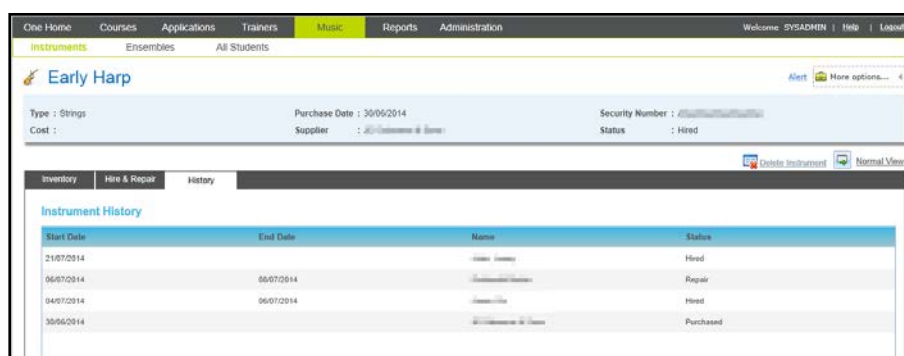 One Home Courses Applications Trainers Music Reports Administration Welcome SYSADMIN | Help | Logout
Instruments Ensembles All Students
Early Harp Alert More options...
Type : Strings Purchase Date : 30/06/2014 Security Number :
Cost : Supplier : Status : Hired
Delete Instrument Normal View
Inventory Hire & Repair History
Instrument History
Start Date End Date Name Status
21/07/2014 Hired
06/07/2014 08/07/2014 Repair
04/07/2014 06/07/2014 Hired
30/06/2014 Purchased